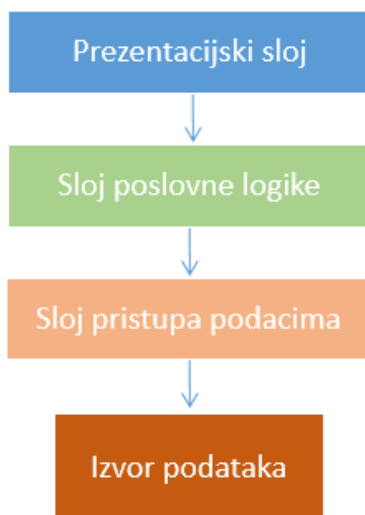 Prezentacijski sloj
Sloj poslovne logike
Sloj pristupa podacima
Izvor podataka